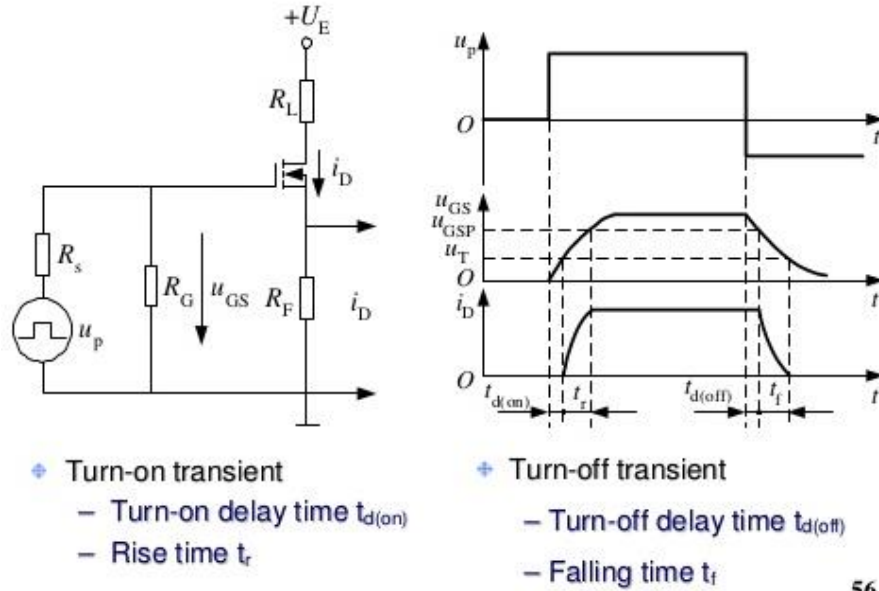 +U_E
R_L
i_D
R_s
R_G
u_GS
R_F
i_D
u_p
u_p
O
t
u_GS
u_GSP
u_T
O
t
i_D
O
t
t_d(on)
t_r
t_d(off)
t_f
Turn-on transient
– Turn-on delay time t_d(on)
– Rise time t_r
Turn-off transient
– Turn-off delay time t_d(off)
– Falling time t_f
56